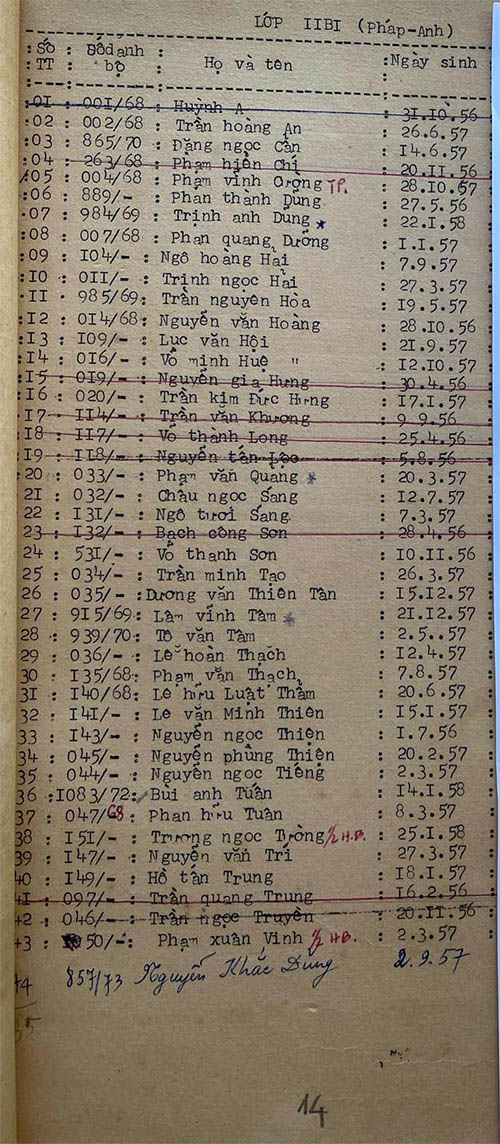 LỚP IIBI (Pháp-Anh)
Số TT : Sổ danh bộ : Họ và tên : Ngày sinh
:01 : 001/68 : Huỳnh A : 31.10.56
:02 : 002/68 : Trần hoàng Ân : 26.6.57
:03 : 865/70 : Đặng ngọc Cẩn : 14.6.57
:04 : 263/68 : Phạm hiền Chi : 20.11.56
:05 : 004/68 : Phạm vĩnh Cường TP. : 28.10.57
:06 : 889/- : Phan thanh Dũng : 27.5.56
:07 : 984/69 : Trịnh anh Dũng * : 22.1.58
:08 : 007/68 : Phan quang Dưỡng : I.I.57
:09 : 104/- : Ngô hoàng Hải : 7.9.57
:10 : 011/- : Trịnh ngọc Hải : 27.3.57
:11 : 985/69 : Trần nguyên Hòa : 19.5.57
:12 : 014/68 : Nguyễn văn Hoàng : 28.10.56
:13 : 109/- : Lục văn Hội : 21.9.57
:14 : 016/- : Võ minh Huệ " : 12.10.57
:15 : 019/- : Nguyễn gia Hưng : 30.4.56
:16 : 020/- : Trần kim Đức Hưng : 17.1.57
:17 : 114/- : Trần văn Khương : 9 9.56
:18 : 117/- : Võ thành Long : 25.4.56
:19 : 118/- : Nguyễn tấn Lộc : 5.8.56
:20 : 033/- : Phạm văn Quang * : 20.3.57
:21 : 032/- : Châu ngọc Sáng : 12.7.57
:22 : 131/- : Ngô tươi Sáng : 7.3.57
:23 : 132/- : Bạch công Sơn : 28.4.56
:24 : 531/- : Võ thanh Sơn : 10.11.56
:25 : 034/- : Trần minh Tạo : 26.3.57
:26 : 035/- : Dương văn Thiên Tân : 15.12.57
:27 : 915/69 : Lâm vĩnh Tâm * : 21.12.57
:28 : 939/70 : Tô văn Tâm : 2.5..57
:29 : 036/- : Lê hoàn Thạch : 12.4.57
:30 : 135/68 : Phạm văn Thạch : 7.8.57
31 : 140/68 : Lê hữu Luật Thẩm : 20.6.57
32 : 141/- : Lê văn Minh Thiên : 15.1.57
33 : 143/- : Nguyễn ngọc Thiện : 1.7.56
34 : 045/- : Nguyễn phùng Thiện : 20.2.57
35 : 044/- : Nguyễn ngọc Tiếng : 2.3.57
36 : 1083/72 : Bùi anh Tuấn : 14.1.58
37 : 047/68 : Phan hữu Tuân : 8.3.57
38 : 151/- : Trương ngọc Tường ½ H.B. : 25.1.58
39 : 147/- : Nguyễn văn Trí : 27.3.57
40 : 149/- : Hồ tấn Trung : 18.1.57
41 : 097/- : Trần quang Trung : 16.2.56
42 : 046/- : Trần ngọc Truyền : 20.11.56
43 : 50/- : Phạm xuân Vinh ½ H.B. : 2.3.57
44 857/73 Nguyễn Khắc Dũng 2.9.57
35
14